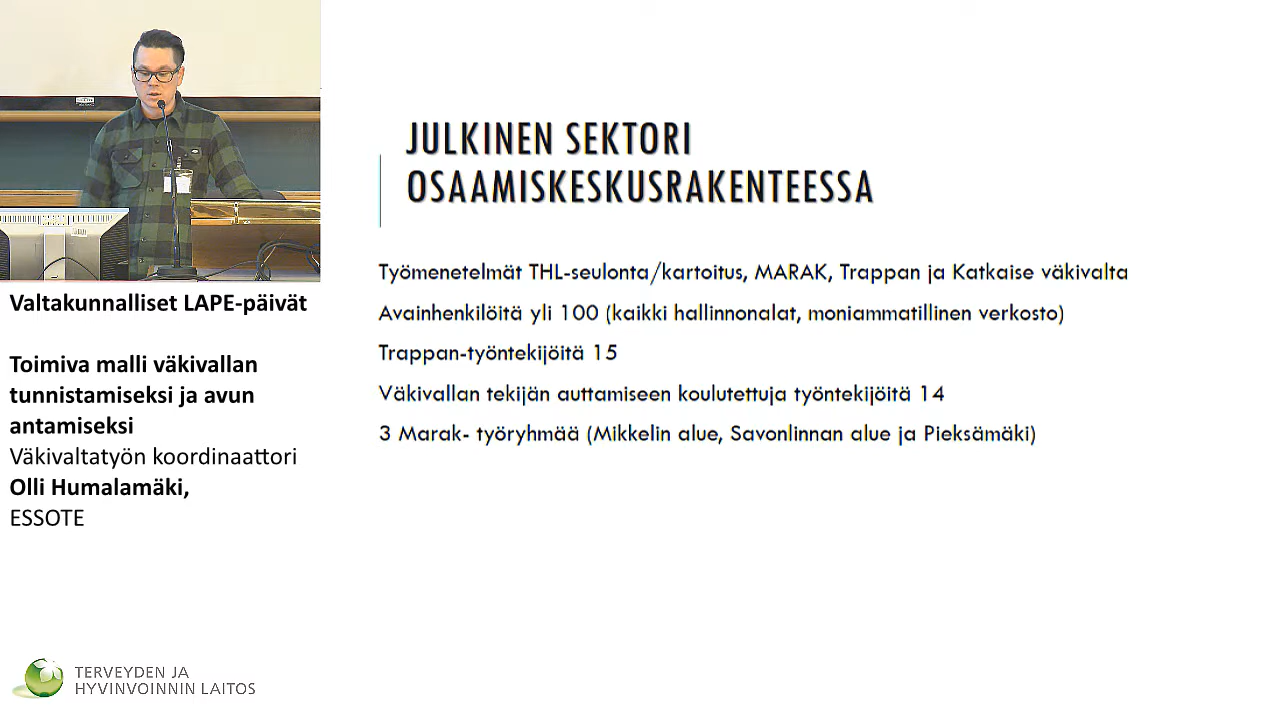 JULKINEN SEKTORI
OSAAMISKESKUSRAKENTEESSA
Työmenetelmät THL-seulonta/kartoitus, MARAK, Trappan ja Katkaise väkivalta
Avainhenkilöitä yli 100 (kaikki hallinnonalat, moniammatillinen verkosto)
Trappan-työntekijöitä 15
Väkivallan tekijän auttamiseen koulutettuja työntekijöitä 14
3 Marak- työryhmää (Mikkelin alue, Savonlinnan alue ja Pieksämäki)
Valtakunnalliset LAPE-päivät
Toimiva malli väkivallan
tunnistamiseksi ja avun
antamiseksi
Väkivaltatyön koordinaattori
Olli Humalamäki,
ESSOTE
TERVEYDEN JA
HYVINVOINNIN LAITOS